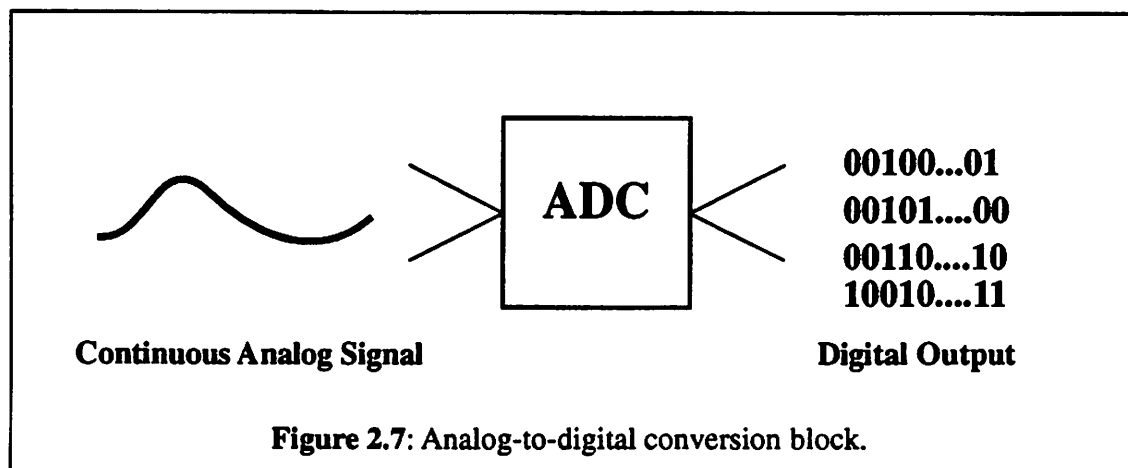 ADC
00100...01
00101....00
00110....10
10010....11
Continuous Analog Signal
Digital Output
Figure 2.7: Analog-to-digital conversion block.